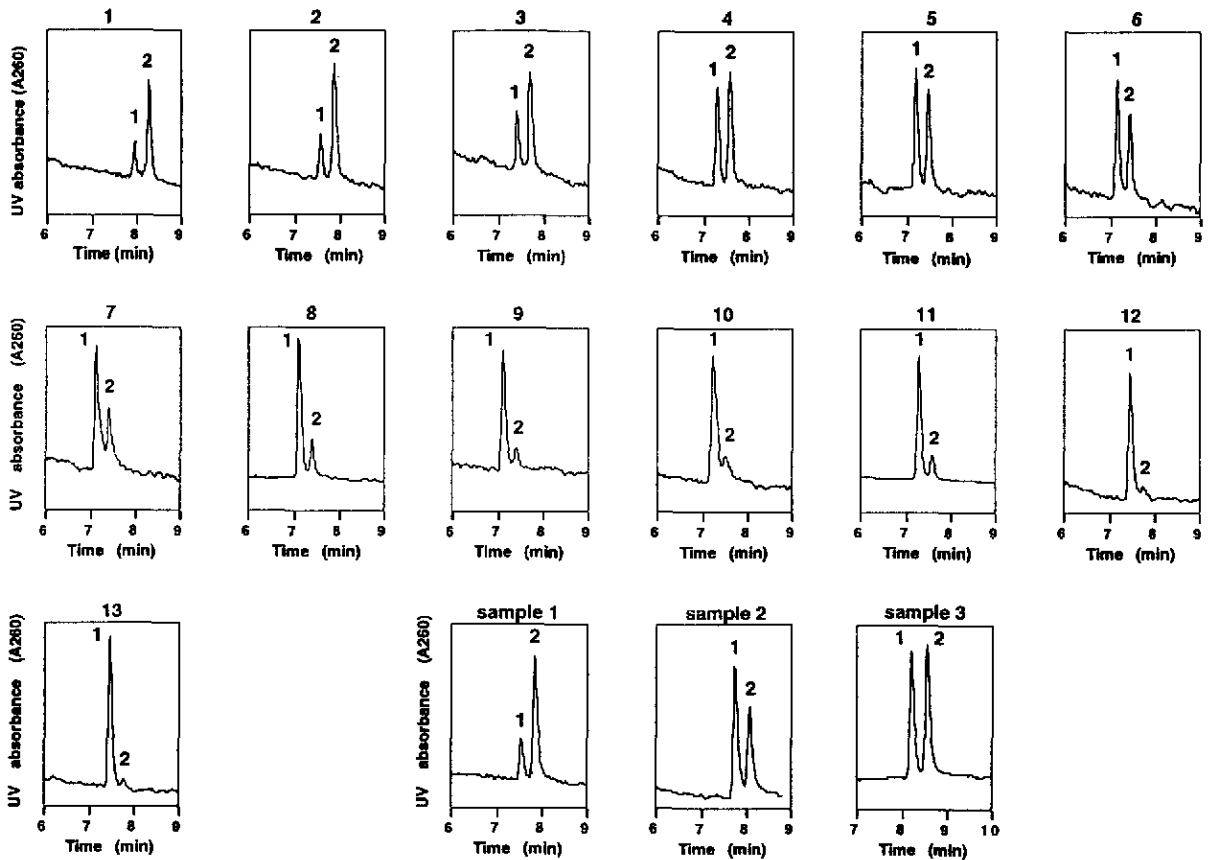 1 2 3 4 5 6
UV absorbance (A260)
1 2
1 2
1 2
1 2
1 2
1 2
6 7 8 9
6 7 8 9
6 7 8 9
6 7 8 9
6 7 8 9
6 7 8 9
Time (min)
Time (min)
Time (min)
Time (min)
Time (min)
Time (min)
7 8 9 10 11 12
UV absorbance (A260)
1 2
1 2
1 2
1 2
1 2
1 2
6 7 8 9
6 7 8 9
6 7 8 9
6 7 8 9
6 7 8 9
6 7 8 9
Time (min)
Time (min)
Time (min)
Time (min)
Time (min)
Time (min)
13 sample 1 sample 2 sample 3
UV absorbance (A260)
UV absorbance (A260)
1 2
1 2
1 2
1 2
6 7 8 9
6 7 8 9
6 7 8 9
7 8 9 10
Time (min)
Time (min)
Time (min)
Time (min)